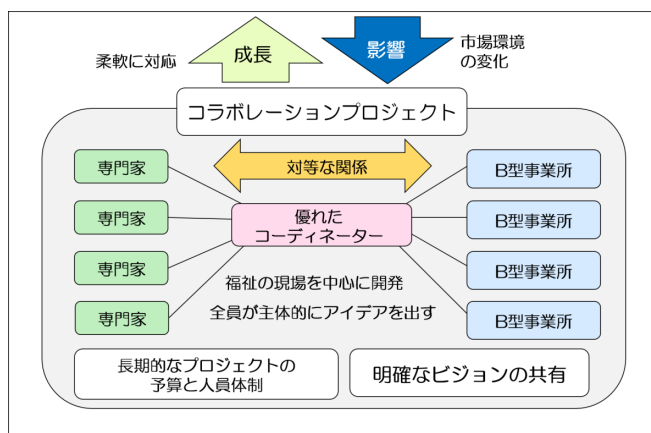 柔軟に対応
成長
影響
市場環境
の変化
コラボレーションプロジェクト
対等な関係
専門家
専門家
専門家
専門家
優れた
コーディネーター
B型事業所
B型事業所
B型事業所
B型事業所
福祉の現場を中心に開発
全員が主体的にアイデアを出す
長期的なプロジェクトの
予算と人員体制
明確なビジョンの共有